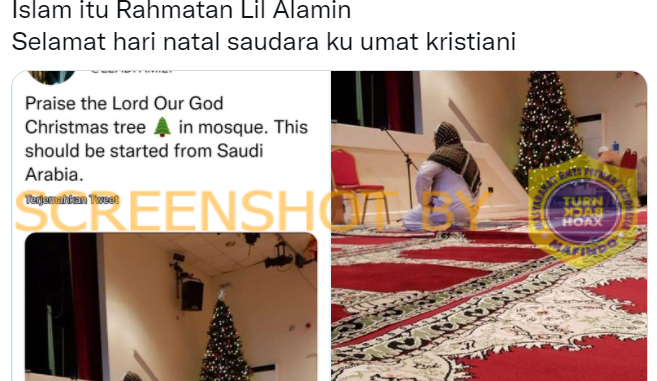 Islam itu Rahmatan Lil Alamin
Selamat hari natal saudara ku umat kristiani
Praise the Lord Our God
Christmas tree 🎄 in mosque. This
should be started from Saudi
Arabia.
Terjemahkan Tweet
SCREENSHOT BY
TURN
BACK
HOAX
MAFINDO